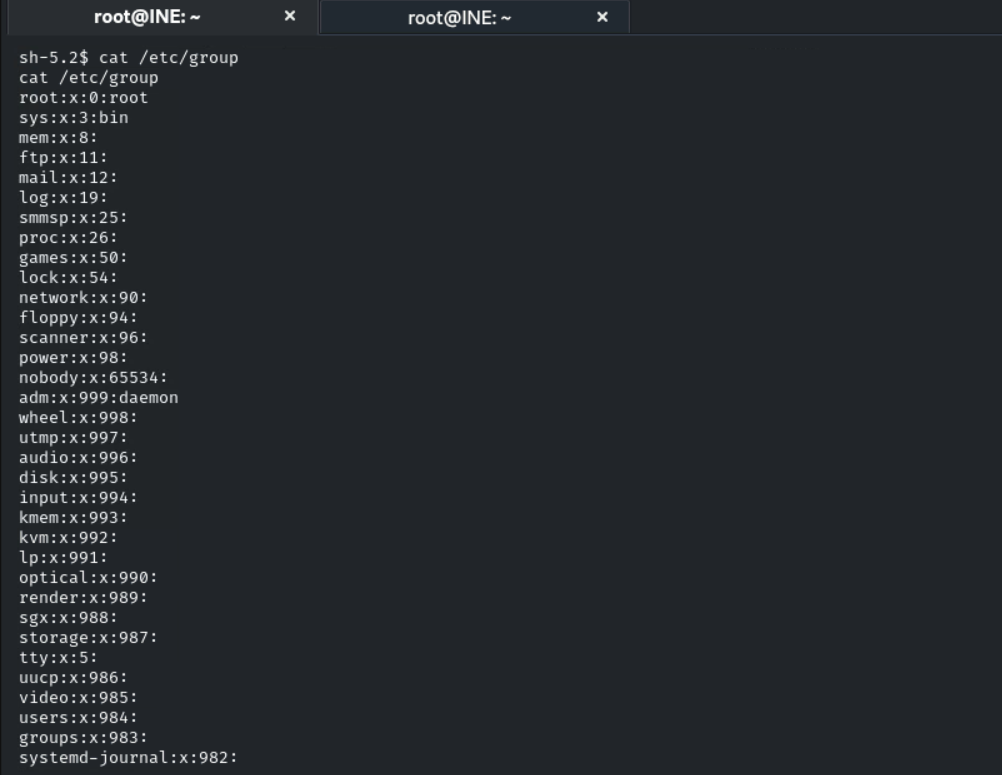 root@INE: ~ × root@INE: ~ ×
sh-5.2$ cat /etc/group
cat /etc/group
root:x:0:root
sys:x:3:bin
mem:x:8:
ftp:x:11:
mail:x:12:
log:x:19:
smmsp:x:25:
proc:x:26:
games:x:50:
lock:x:54:
network:x:90:
floppy:x:94:
scanner:x:96:
power:x:98:
nobody:x:65534:
adm:x:999:daemon
wheel:x:998:
utmp:x:997:
audio:x:996:
disk:x:995:
input:x:994:
kmem:x:993:
kvm:x:992:
lp:x:991:
optical:x:990:
render:x:989:
sgx:x:988:
storage:x:987:
tty:x:5:
uucp:x:986:
video:x:985:
users:x:984:
groups:x:983:
systemd-journal:x:982: